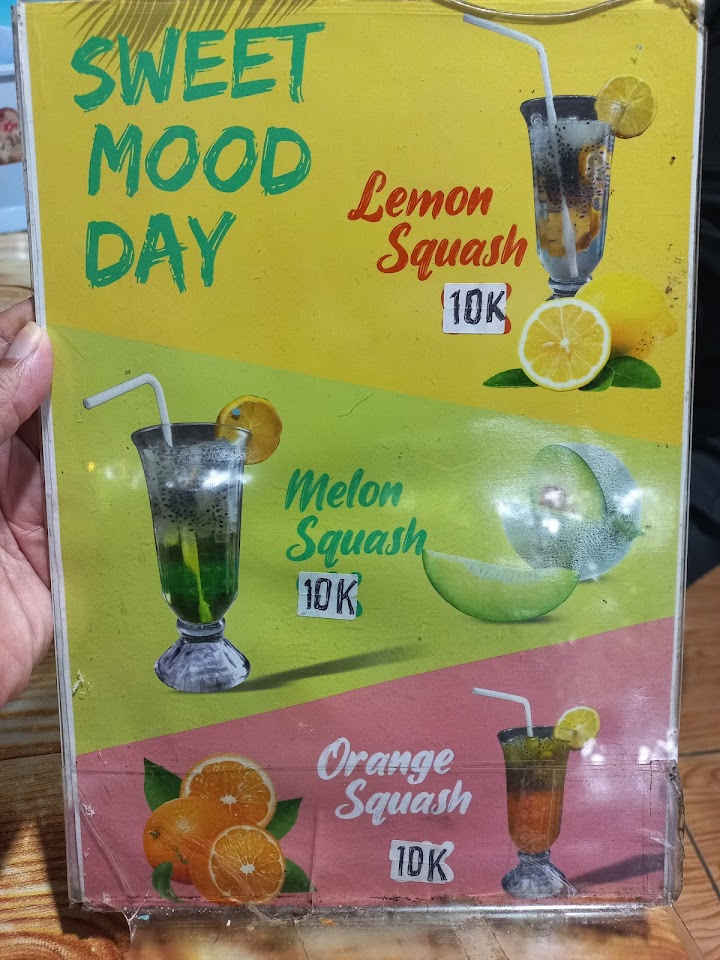 SWEET
MOOD
DAY
Lemon
Squash
10K
Melon
Squash
10K
Orange
Squash
10K